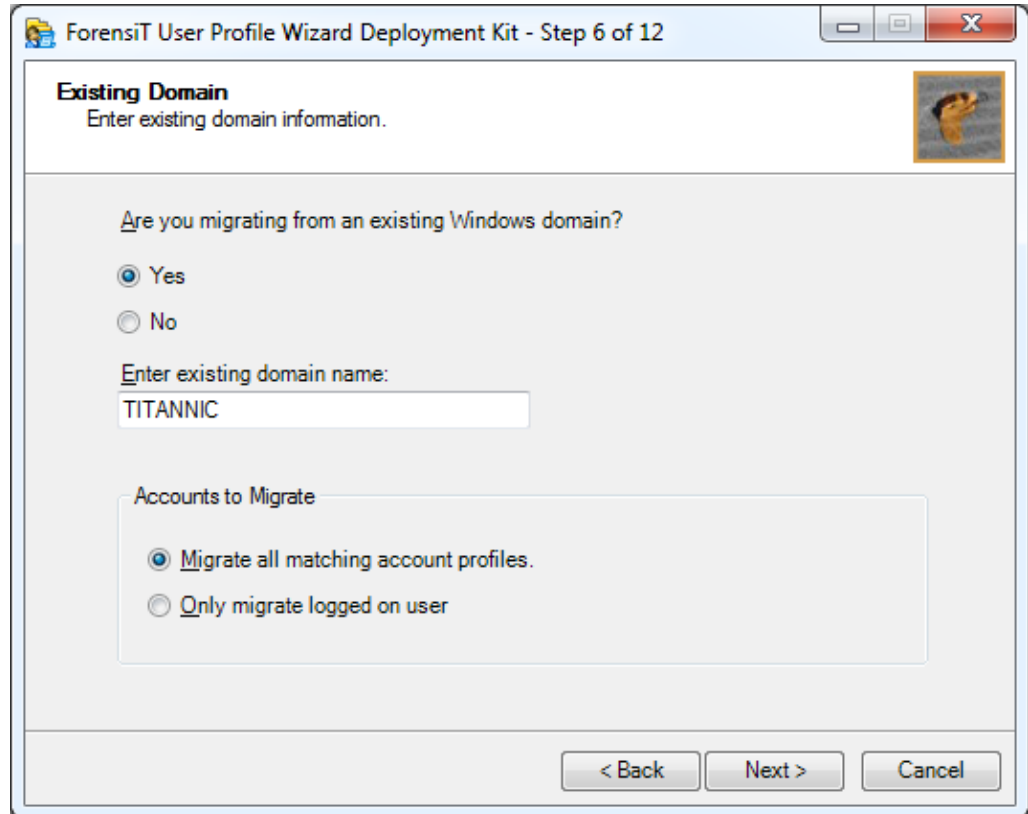 ForensiT User Profile Wizard Deployment Kit - Step 6 of 12
Existing Domain
Enter existing domain information.
Are you migrating from an existing Windows domain?
Yes
No
Enter existing domain name:
TITANNIC
Accounts to Migrate
Migrate all matching account profiles.
Only migrate logged on user
< Back Next > Cancel